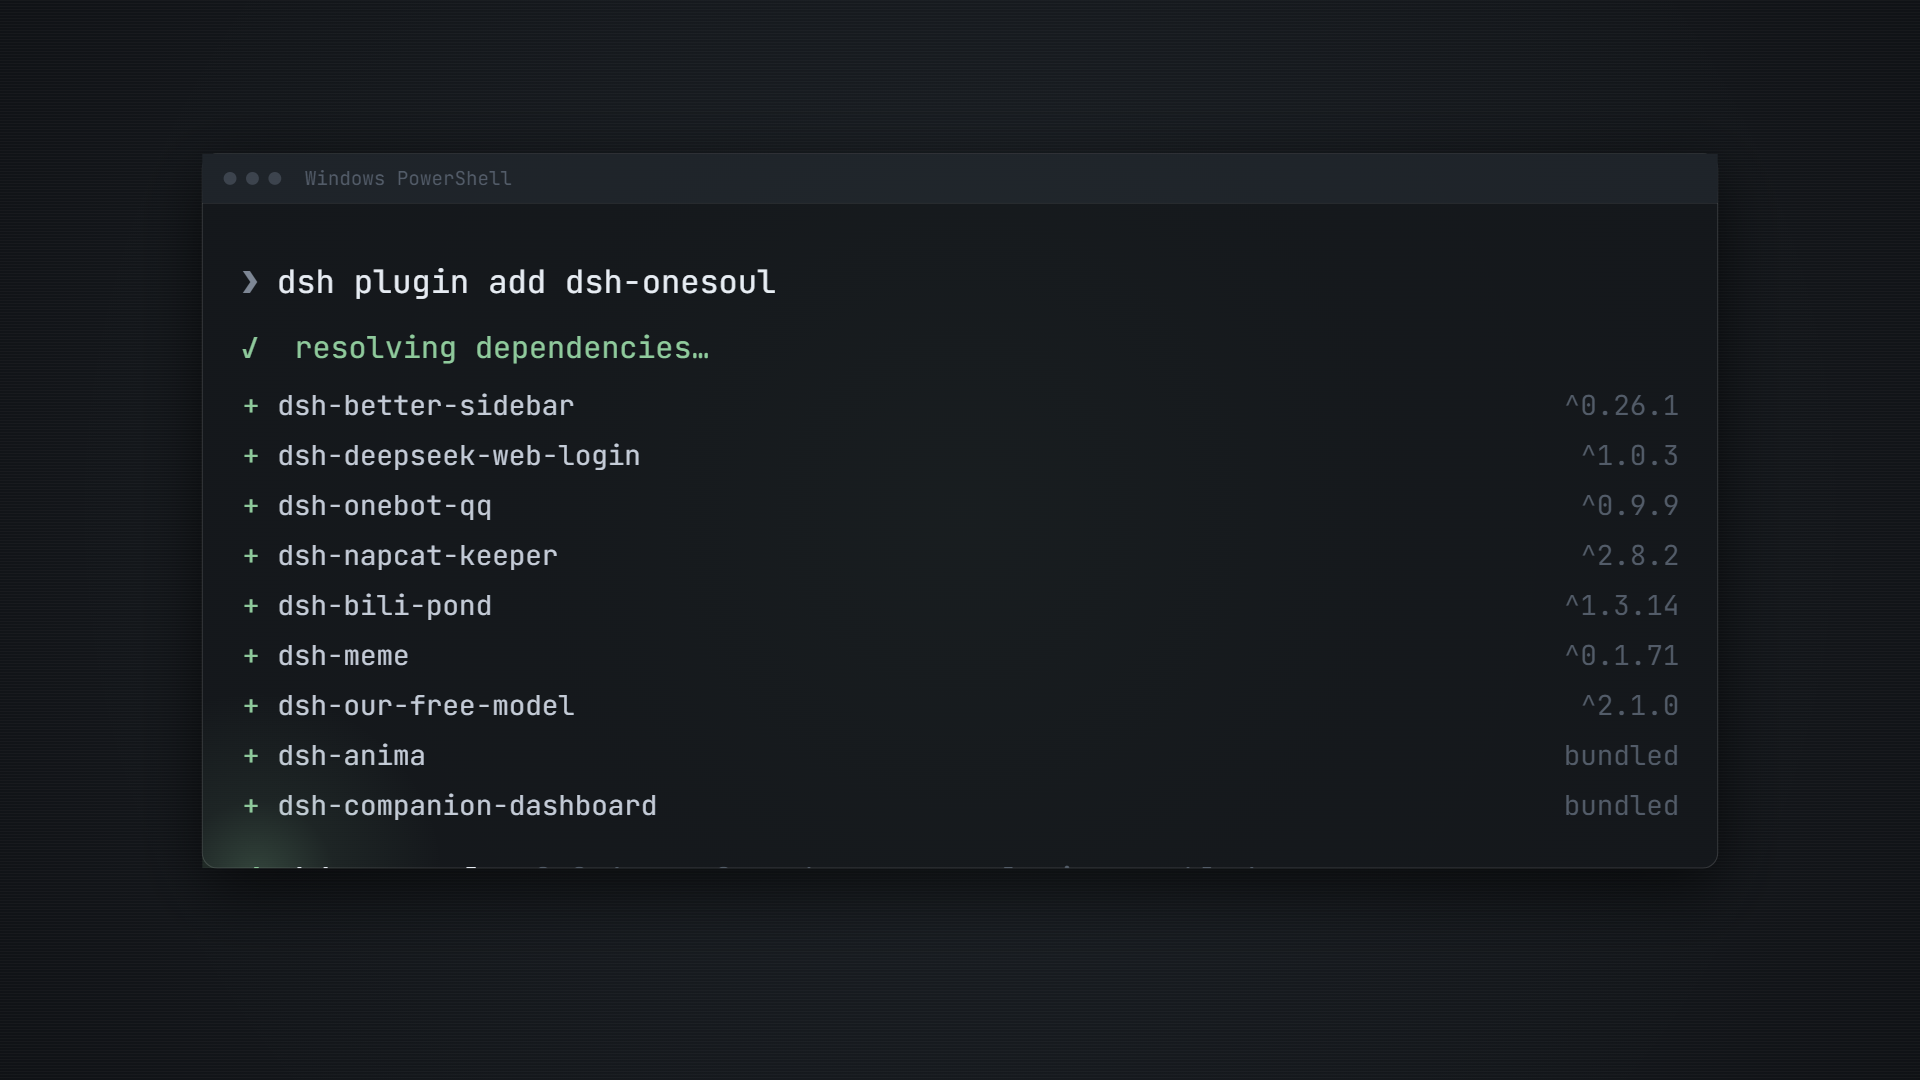 Windows PowerShell
❯ dsh plugin add dsh-onesoul
✓ resolving dependencies…
+ dsh-better-sidebar ^0.26.1
+ dsh-deepseek-web-login ^1.0.3
+ dsh-onebot-qq ^0.9.9
+ dsh-napcat-keeper ^2.8.2
+ dsh-bili-pond ^1.3.14
+ dsh-meme ^0.1.71
+ dsh-our-free-model ^2.1.0
+ dsh-anima bundled
+ dsh-companion-dashboard bundled